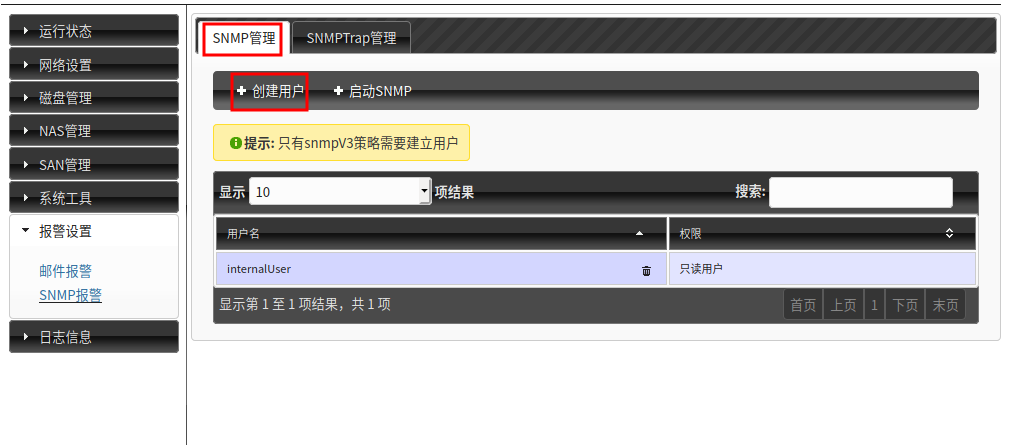 运行状态
网络设置
磁盘管理
NAS管理
SAN管理
系统工具
报警设置
邮件报警
SNMP报警
日志信息
SNMP管理 SNMPTrap管理
创建用户 启动SNMP
提示: 只有snmpV3策略需要建立用户
显示 10 项结果 搜索:
用户名 权限
internalUser 只读用户
显示第 1 至 1 项结果，共 1 项 首页 上页 1 下页 末页